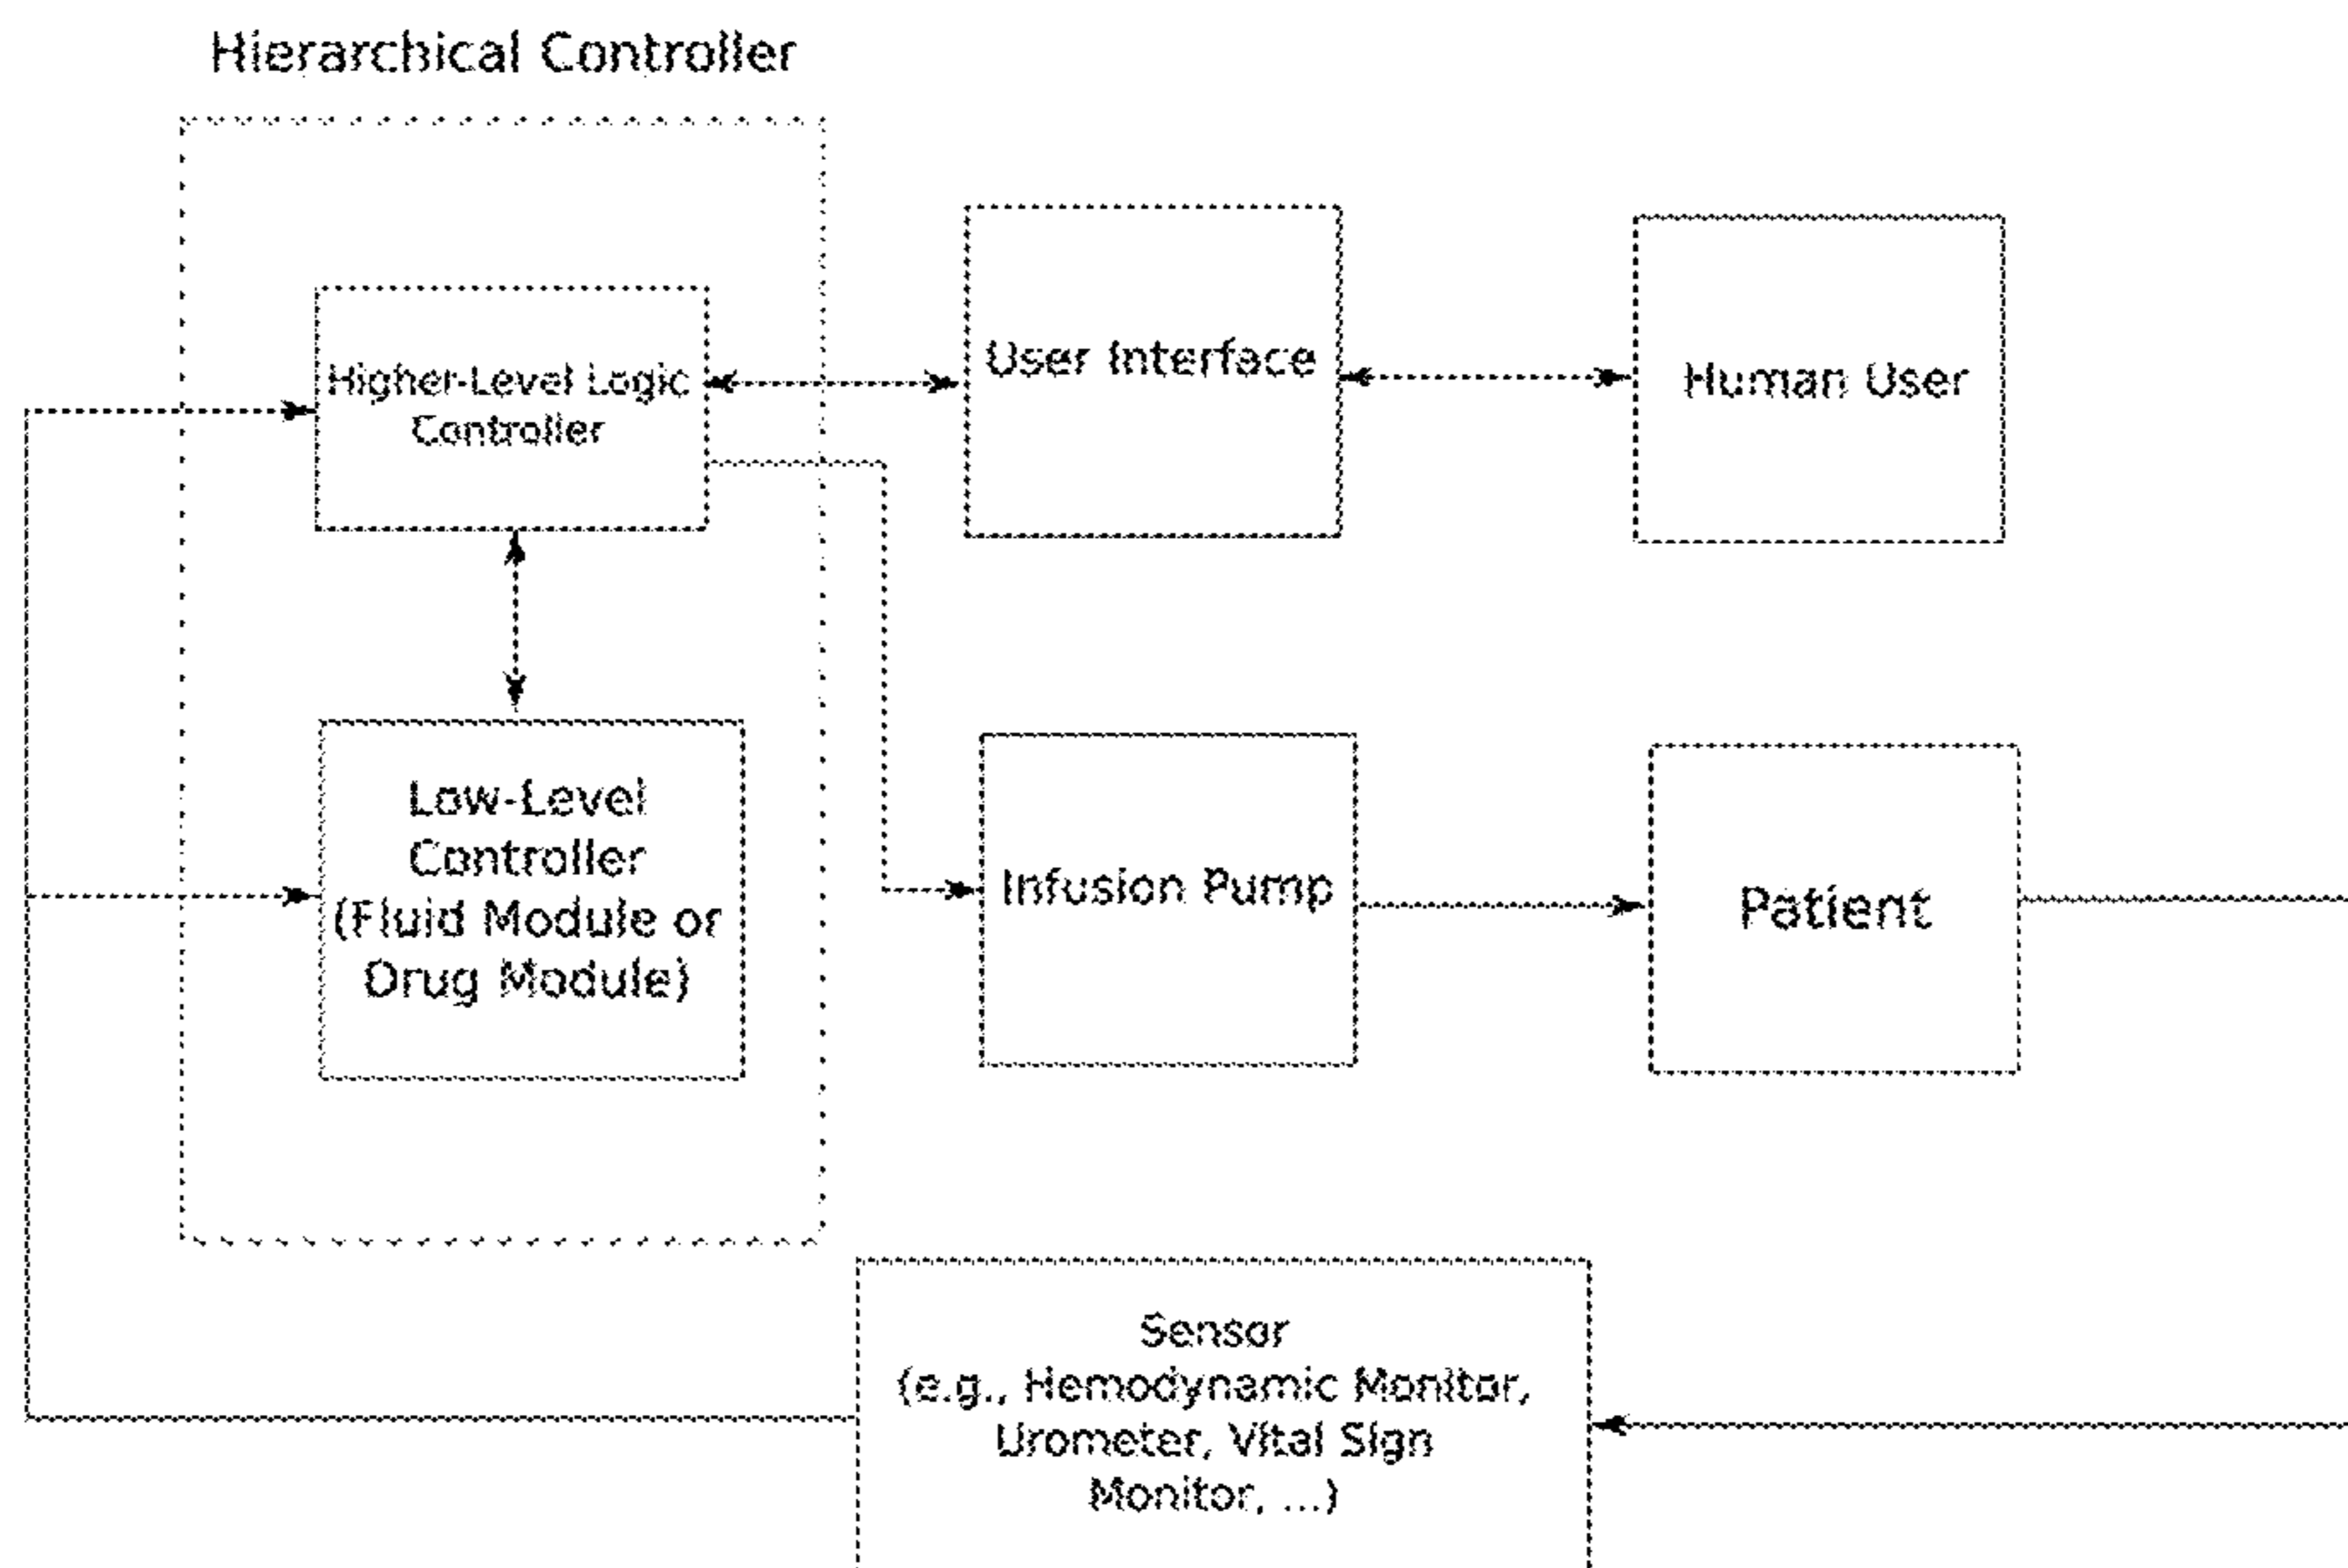 Hierarchical Controller
Higher-Level Logic
Controller
User Interface
Human User
Low-Level
Controller
(Fluid Module or
Drug Module)
Infusion Pump
Patient
Sensor
(e.g., Hemodynamic Monitor,
Urometer, Vital Sign
Monitor, ...)